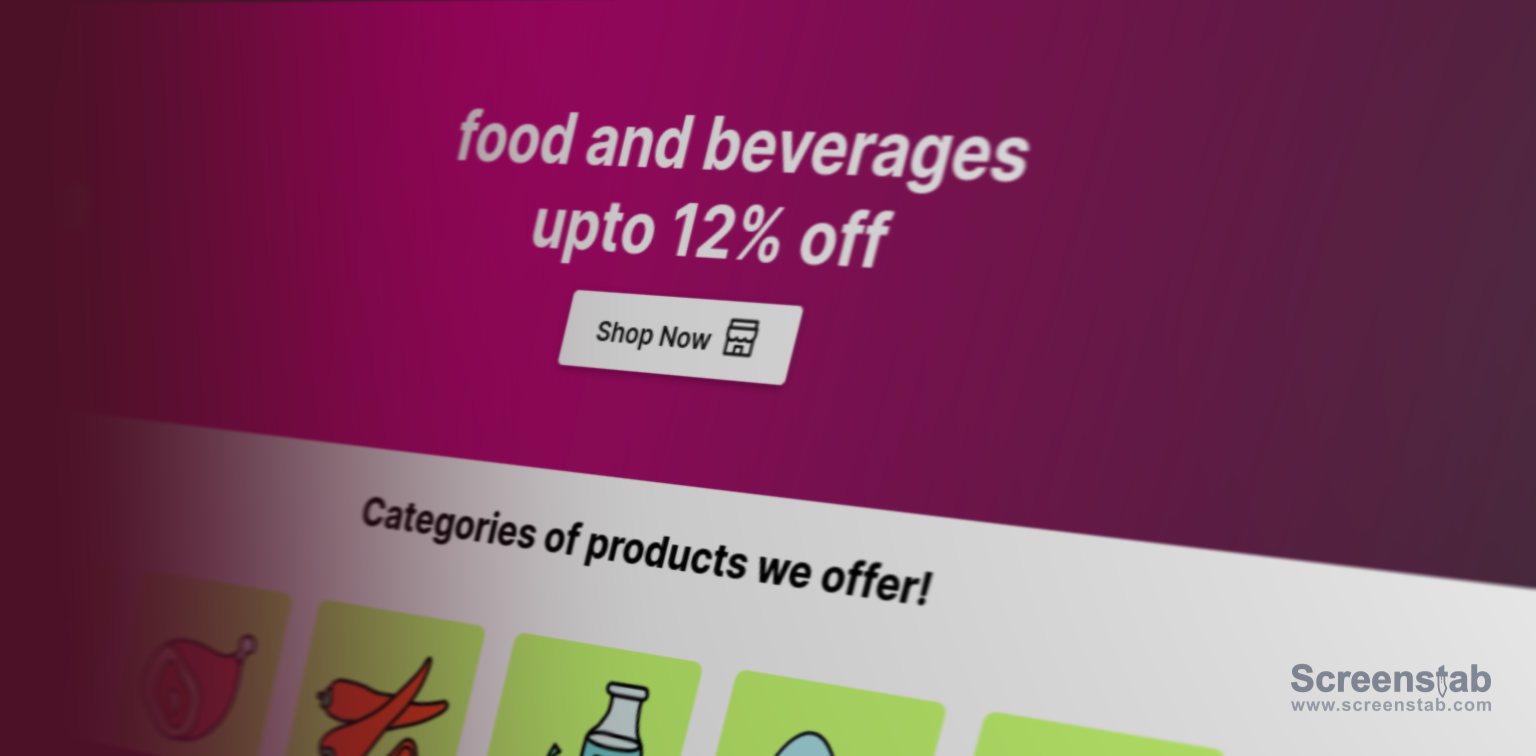 food and beverages
upto 12% off
Shop Now
Categories of products we offer!
Screenstab
www.screenstab.com